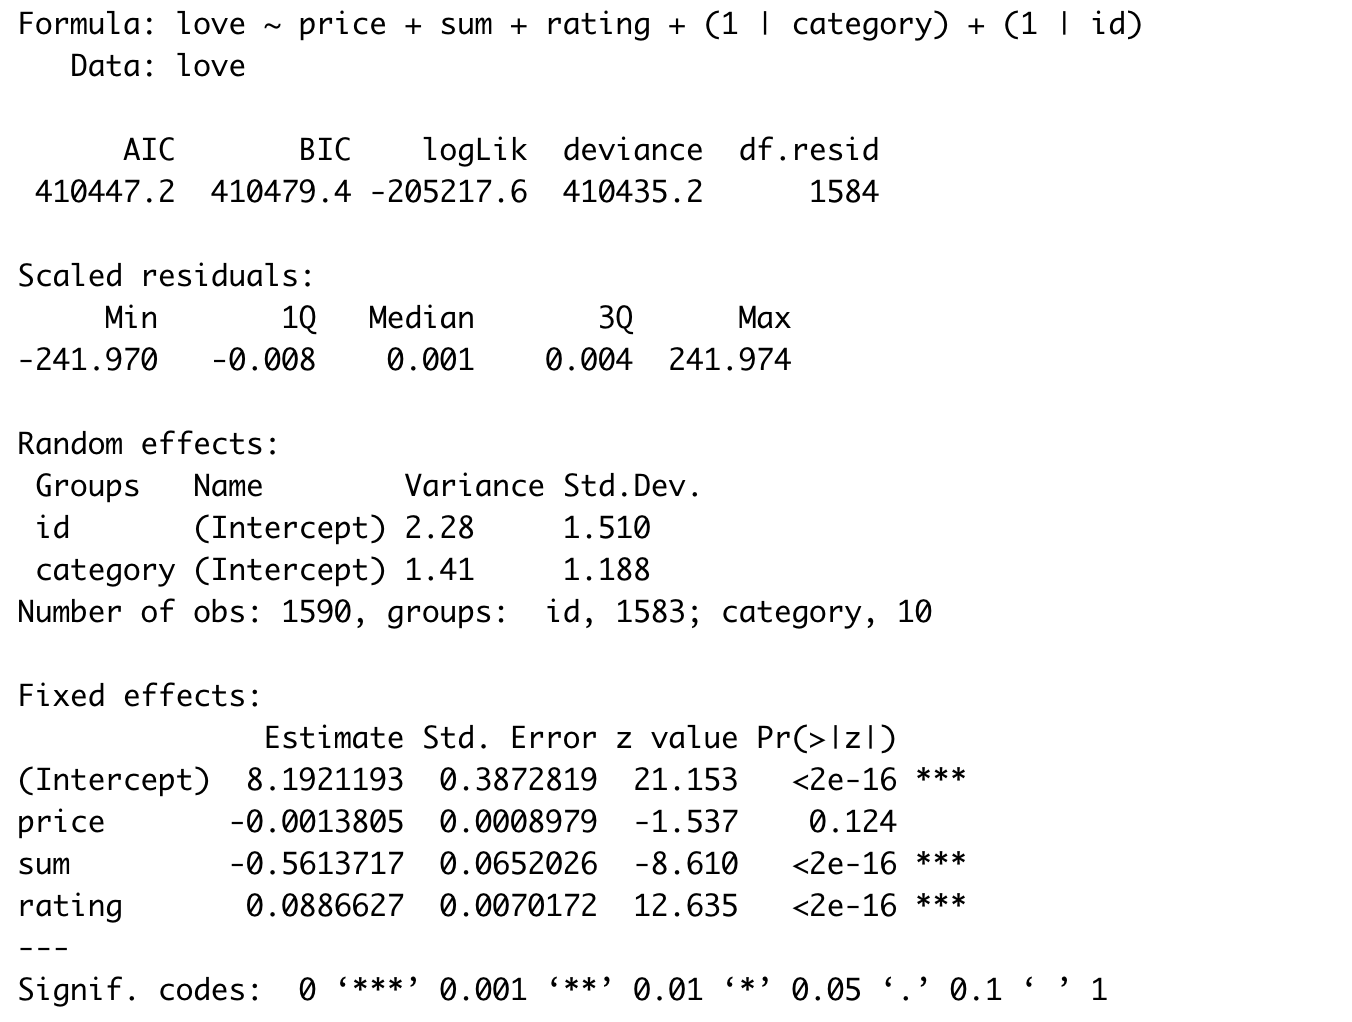 Formula: love ~ price + sum + rating + (1 | category) + (1 | id)
   Data: love

      AIC       BIC    logLik  deviance  df.resid
 410447.2  410479.4 -205217.6  410435.2      1584

Scaled residuals:
     Min       1Q   Median       3Q      Max
-241.970   -0.008    0.001    0.004  241.974

Random effects:
 Groups   Name        Variance Std.Dev.
 id       (Intercept) 2.28     1.510
 category (Intercept) 1.41     1.188
Number of obs: 1590, groups:  id, 1583; category, 10

Fixed effects:
              Estimate Std. Error z value Pr(>|z|)
(Intercept)  8.1921193  0.3872819  21.153   <2e-16 ***
price       -0.0013805  0.0008979  -1.537    0.124
sum         -0.5613717  0.0652026  -8.610   <2e-16 ***
rating       0.0886627  0.0070172  12.635   <2e-16 ***
---
Signif. codes:  0 ‘***’ 0.001 ‘**’ 0.01 ‘*’ 0.05 ‘.’ 0.1 ‘ ’ 1